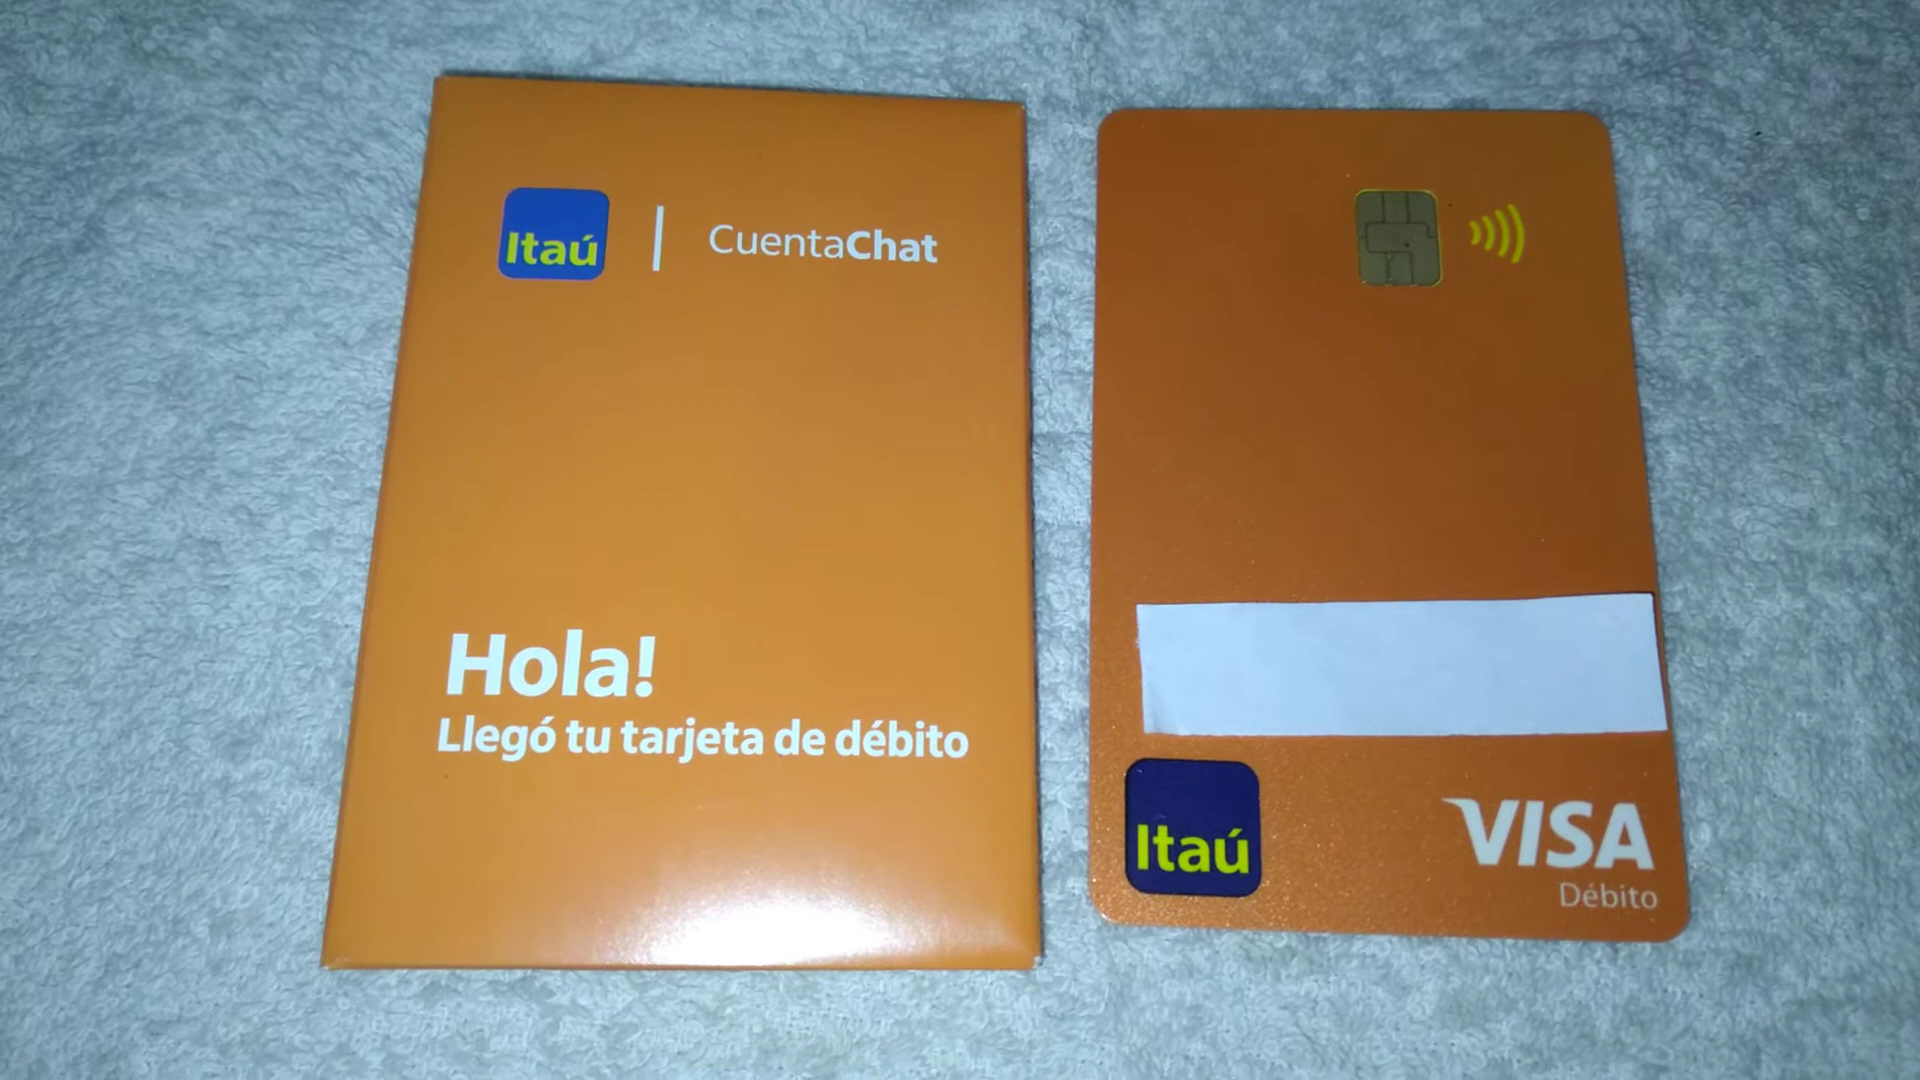 Itaú | CuentaChat
Hola!
Llegó tu tarjeta de débito
Itaú
VISA
Débito